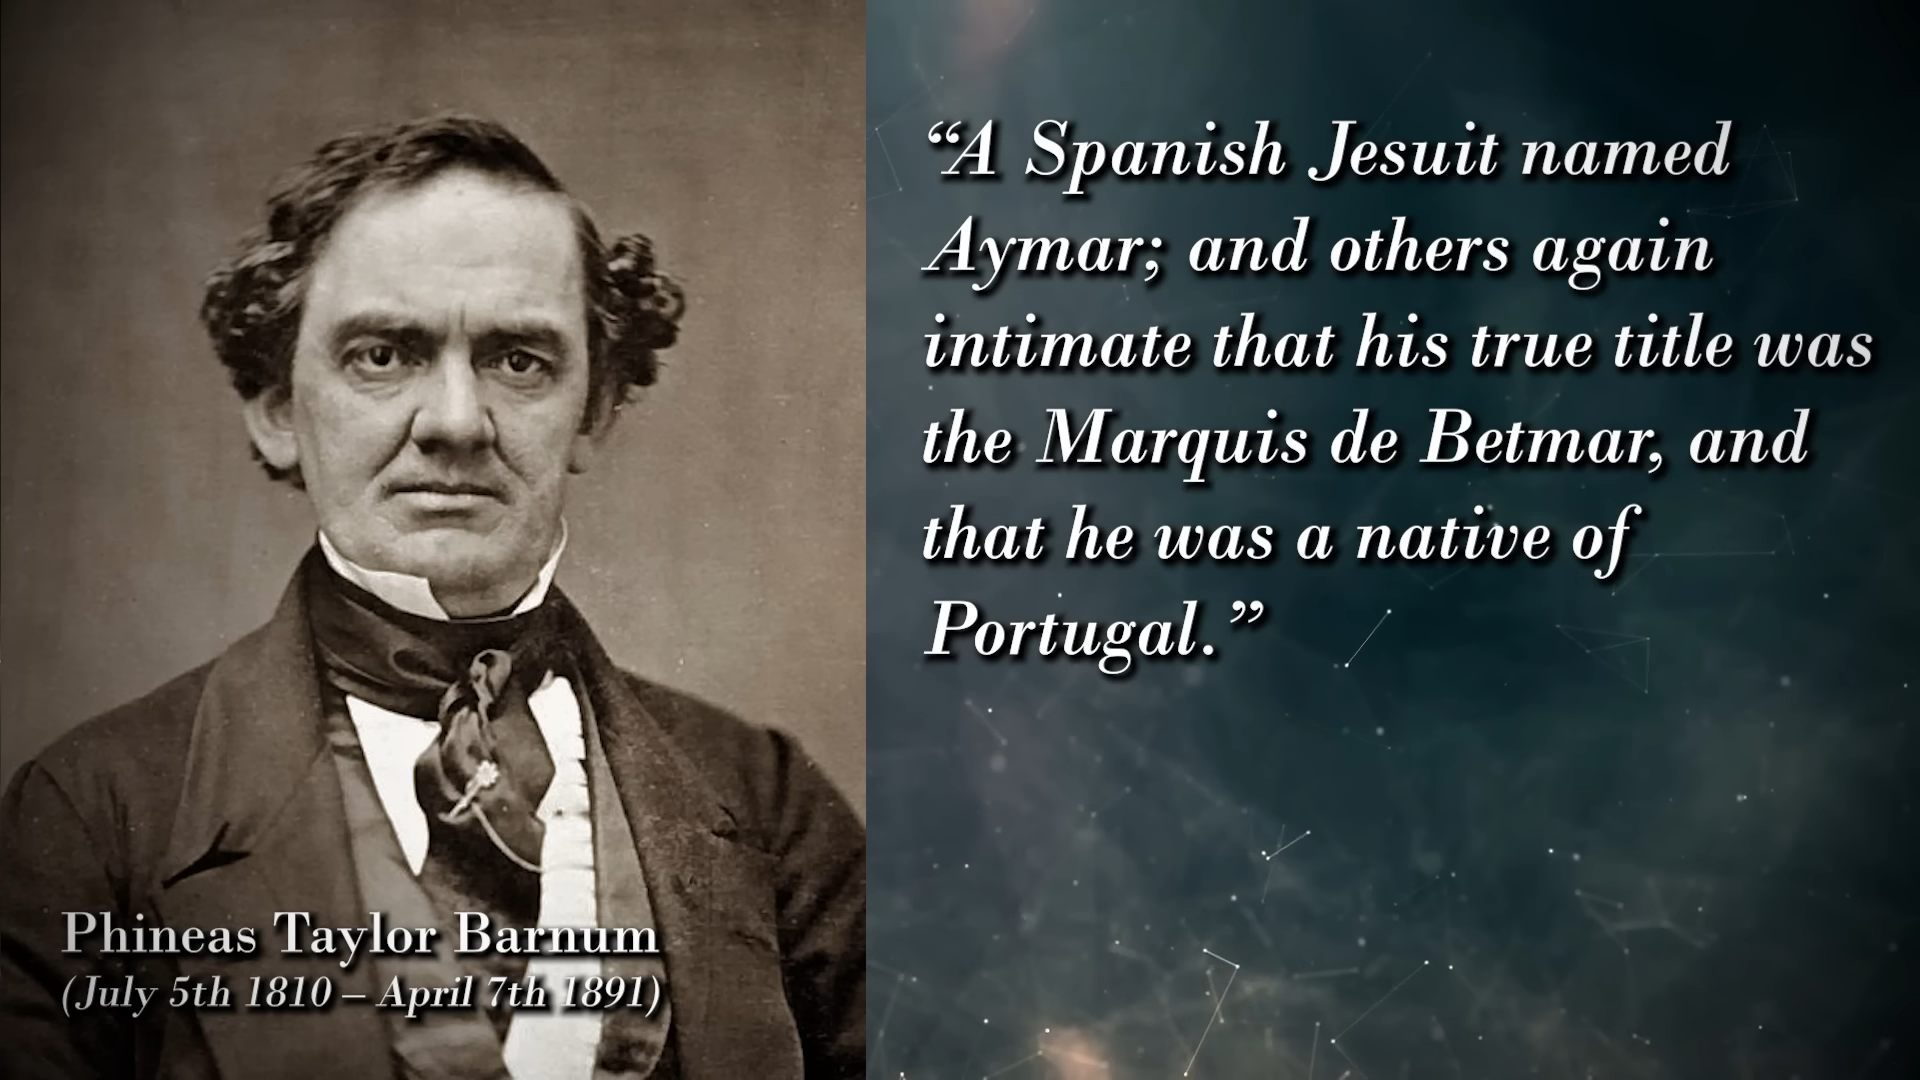 “A Spanish Jesuit named
Aymar; and others again
intimate that his true title was
the Marquis de Betmar, and
that he was a native of
Portugal.”
Phineas Taylor Barnum
(July 5th 1810 – April 7th 1891)